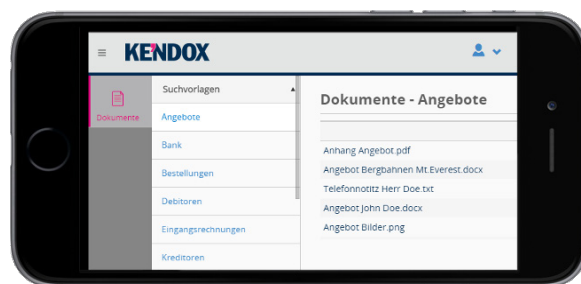 KENDOX
Dokumente
Suchvorlagen
Angebote
Bank
Bestellungen
Debitoren
Eingangsrechnungen
Kreditoren
Dokumente - Angebote
Anhang Angebot.pdf
Angebot Bergbahnen Mt.Everest.docx
Telefonnotitz Herr Doe.txt
Angebot John Doe.docx
Angebot Bilder.png